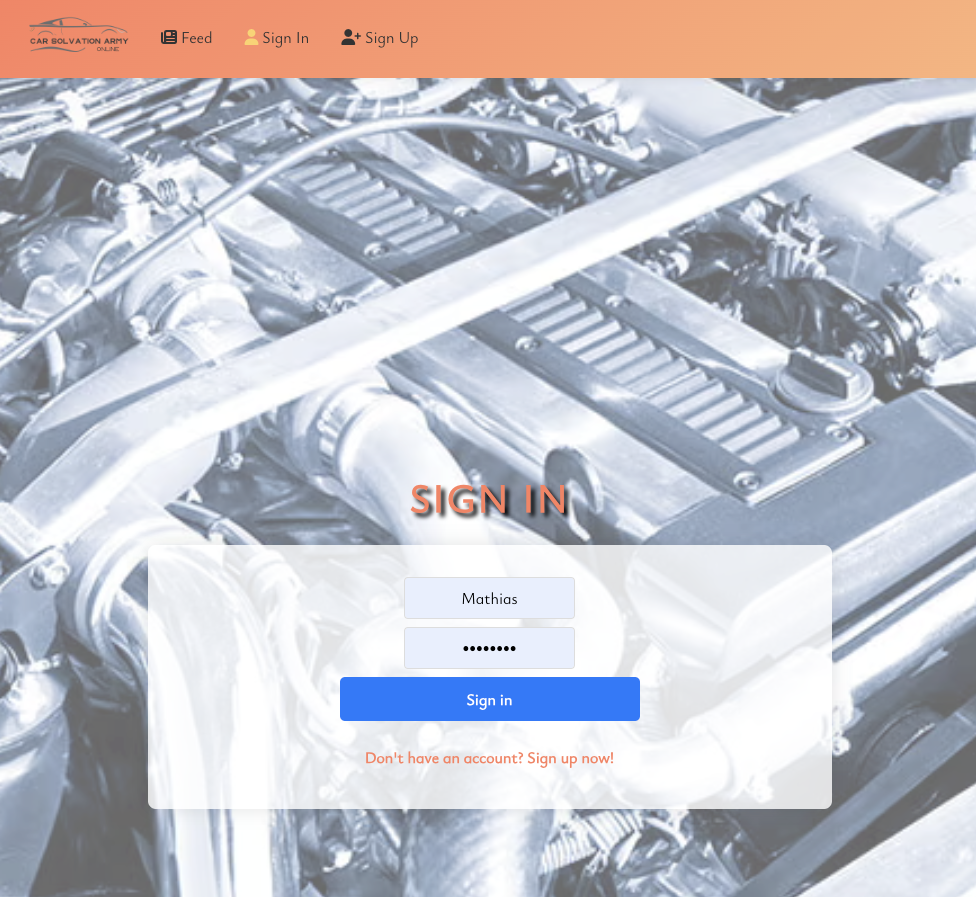 CAR SOLVATION ARMY
ONLINE
Feed
Sign In
Sign Up
SIGN IN
Mathias
••••••••
Sign in
Don't have an account? Sign up now!